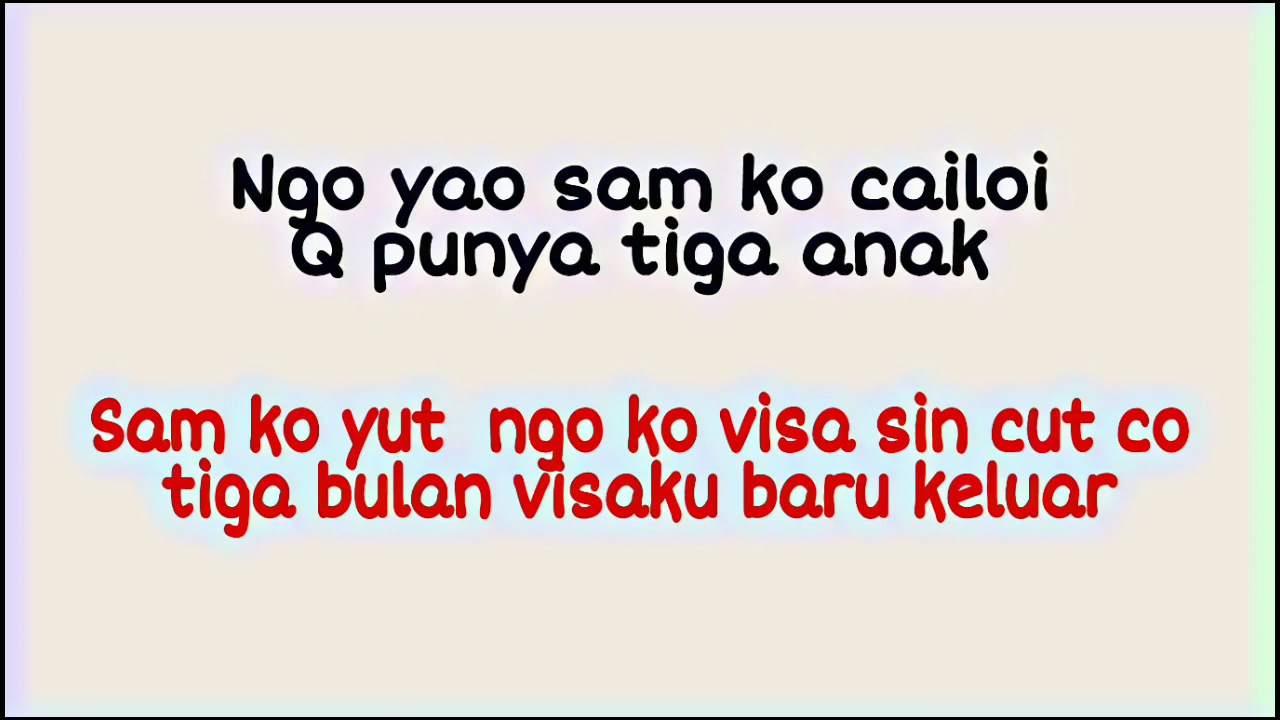 Ngo yao sam ko cailoi
Q punya tiga anak
Sam ko yut ngo ko visa sin cut co
tiga bulan visaku baru keluar